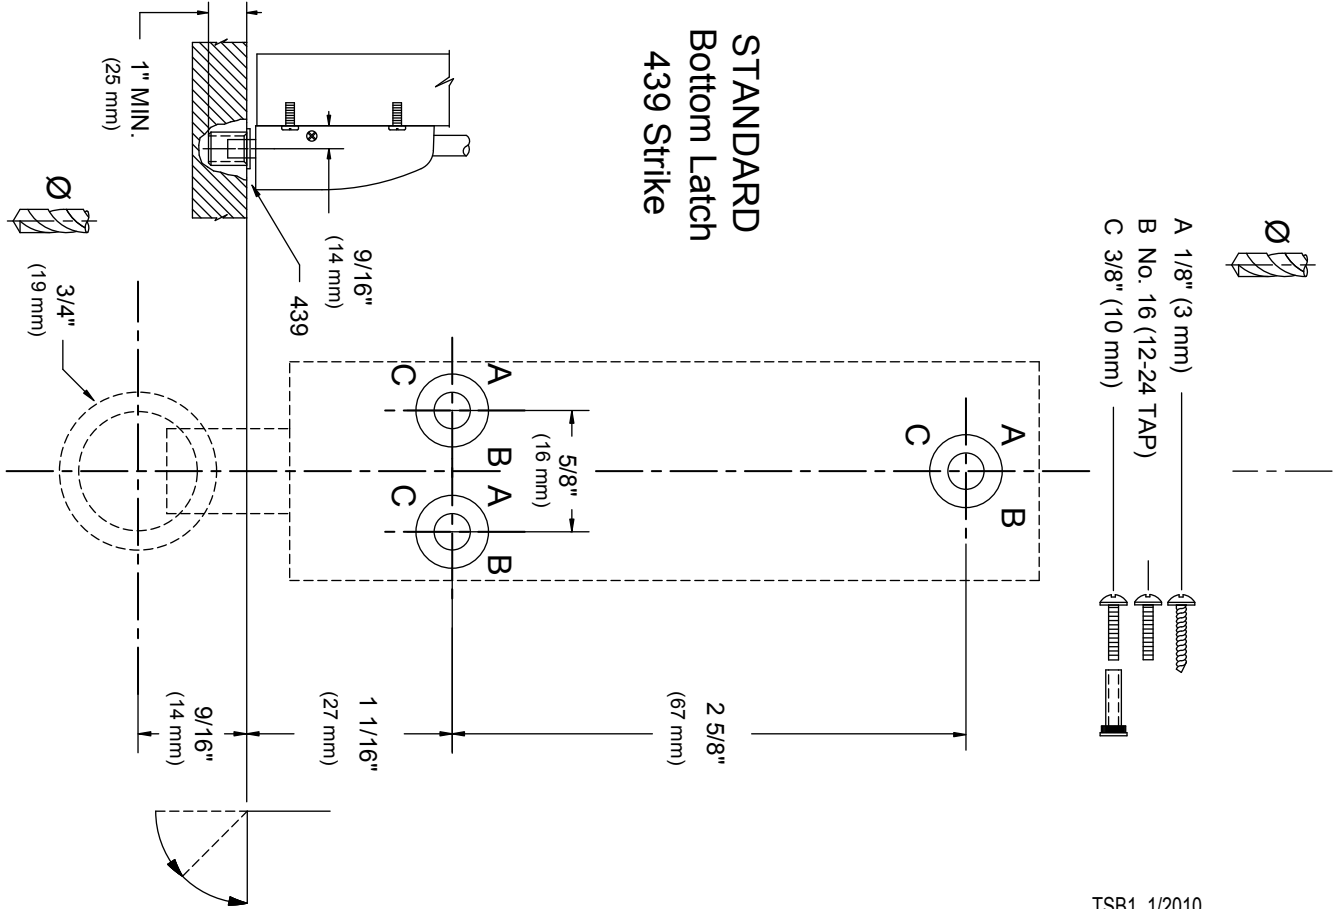 STANDARD
Bottom Latch
439 Strike
Ø
A 1/8" (3 mm)
B No. 16 (12-24 TAP)
C 3/8" (10 mm)
1" MIN.
(25 mm)
9/16"
(14 mm)
439
Ø
3/4"
(19 mm)
A
C
B
A
C
B
5/8"
(16 mm)
A
C
B
9/16"
(14 mm)
1 1/16"
(27 mm)
2 5/8"
(67 mm)
TSB1 1/2010